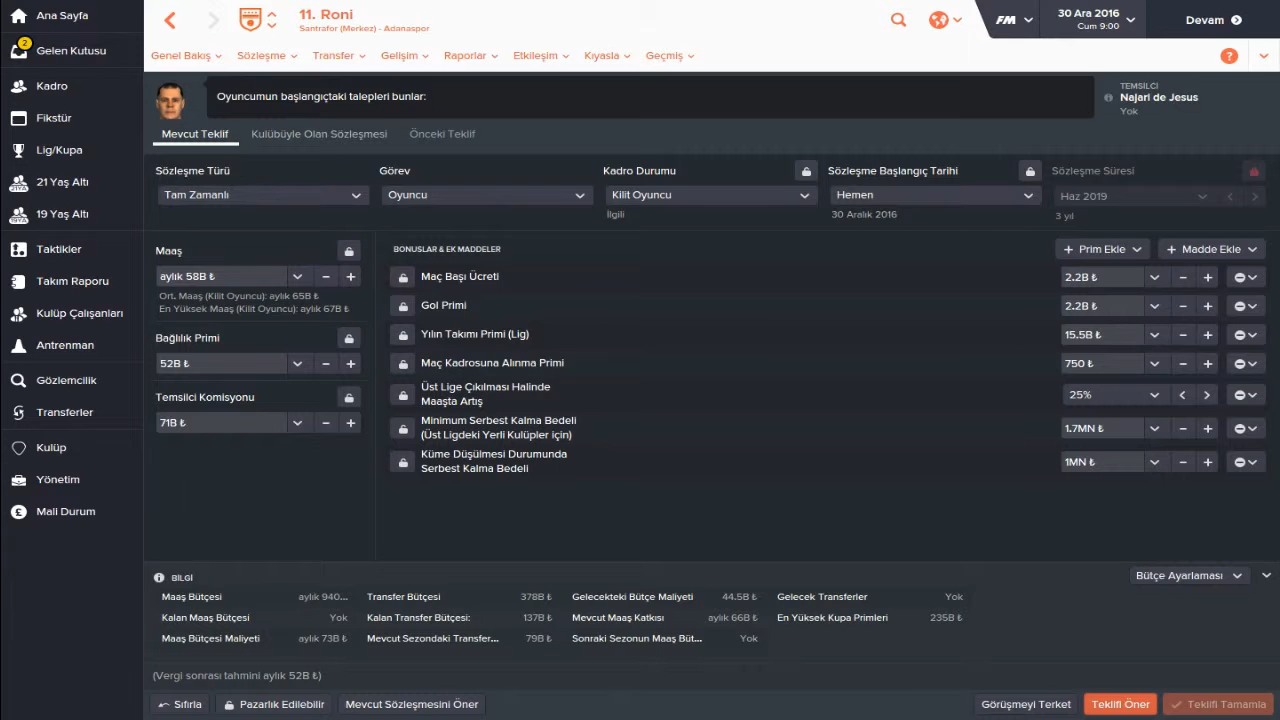 Ana Sayfa
2
Gelen Kutusu
Kadro
Fikstür
Lig/Kupa
21 Yaş Altı
19 Yaş Altı
Taktikler
Takım Raporu
Kulüp Çalışanları
Antrenman
Gözlemcilik
Transferler
Kulüp
Yönetim
Mali Durum
11. Roni
Santrafor (Merkez) - Adanaspor
FM
30 Ara 2016
Cum 9:00
Devam
Genel Bakış
Sözleşme
Transfer
Gelişim
Raporlar
Etkileşim
Kıyasla
Geçmiş
?
Oyuncumun başlangıçtaki talepleri bunlar:
TEMSİLCİ
Najari de Jesus
Yok
Mevcut Teklif
Kulübüyle Olan Sözleşmesi
Önceki Teklif
Sözleşme Türü
Tam Zamanlı
Görev
Oyuncu
Kadro Durumu
Kilit Oyuncu
İlgili
Sözleşme Başlangıç Tarihi
Hemen
30 Aralık 2016
Sözleşme Süresi
Haz 2019
3 yıl
Maaş
aylık 58B ₺
Ort. Maaş (Kilit Oyuncu): aylık 65B ₺
En Yüksek Maaş (Kilit Oyuncu): aylık 67B ₺
Bağlılık Primi
52B ₺
Temsilci Komisyonu
71B ₺
BONUSLAR & EK MADDELER
+ Prim Ekle
+ Madde Ekle
Maç Başı Ücreti 2.2B ₺
Gol Primi 2.2B ₺
Yılın Takımı Primi (Lig) 15.5B ₺
Maç Kadrosuna Alınma Primi 750 ₺
Üst Lige Çıkılması Halinde
Maaşta Artış
25%
Minimum Serbest Kalma Bedeli
(Üst Ligdeki Yerli Kulüpler için)
1.7MN ₺
Küme Düşülmesi Durumunda
Serbest Kalma Bedeli
1MN ₺
BİLGİ
Bütçe Ayarlaması
Maaş Bütçesi aylık 940... Transfer Bütçesi 378B ₺ Gelecekteki Bütçe Maliyeti 44.5B ₺ Gelecek Transferler Yok
Kalan Maaş Bütçesi Yok Kalan Transfer Bütçesi: 137B ₺ Mevcut Maaş Katkısı aylık 66B ₺ En Yüksek Kupa Primleri 235B ₺
Maaş Bütçesi Maliyeti aylık 73B ₺ Mevcut Sezondaki Transfer... 79B ₺ Sonraki Sezonun Maaş Büt... Yok
(Vergi sonrası tahmini aylık 52B ₺)
Sıfırla
Pazarlık Edilebilir
Mevcut Sözleşmesini Öner
Görüşmeyi Terket
Teklifi Öner
Teklifi Tamamla